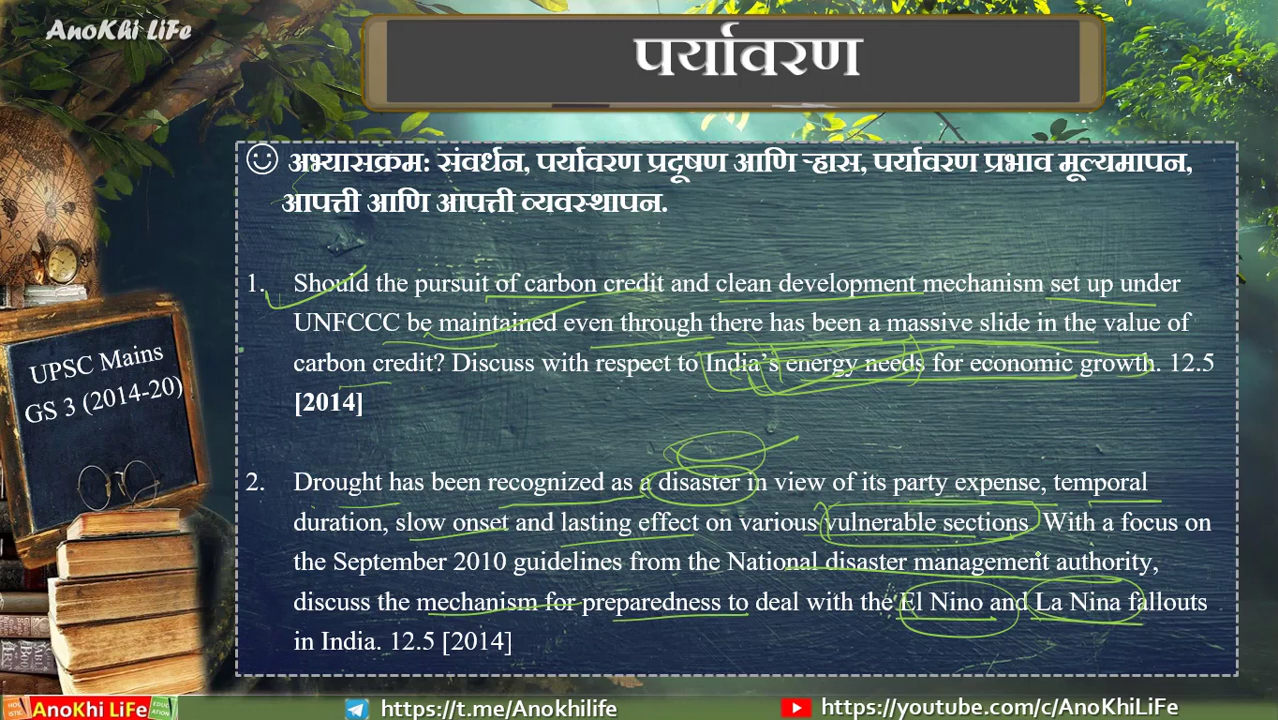 AnoKhi LiFe
पर्यावरण
अभ्यासक्रम: संवर्धन, पर्यावरण प्रदूषण आणि ऱ्हास, पर्यावरण प्रभाव मूल्यमापन,
आपत्ती आणि आपत्ती व्यवस्थापन.
1. Should the pursuit of carbon credit and clean development mechanism set up under
UNFCCC be maintained even through there has been a massive slide in the value of
carbon credit? Discuss with respect to India's energy needs for economic growth. 12.5
[2014]
UPSC Mains
GS 3 (2014-20)
2. Drought has been recognized as a disaster in view of its party expense, temporal
duration, slow onset and lasting effect on various vulnerable sections. With a focus on
the September 2010 guidelines from the National disaster management authority,
discuss the mechanism for preparedness to deal with the El Nino and La Nina fallouts
in India. 12.5 [2014]
AnoKhi LiFe
https://t.me/Anokhilife
https://youtube.com/c/AnoKhiLiFe